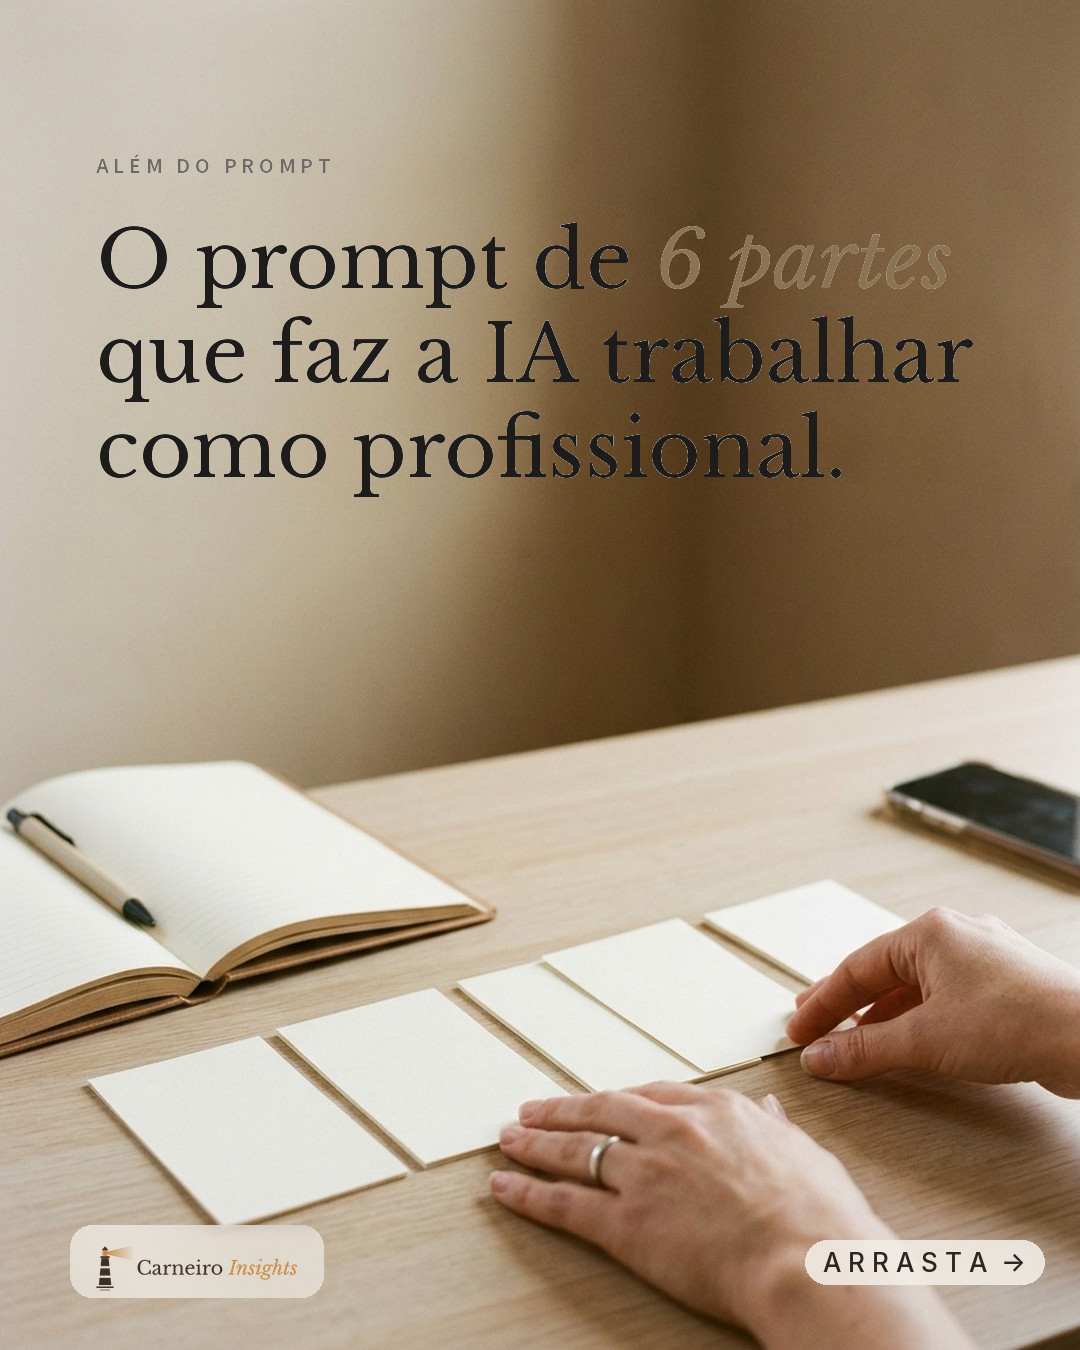 ALÉM DO PROMPT
O prompt de 6 partes
que faz a IA trabalhar
como profissional.
Carneiro Insights
ARRASTA →